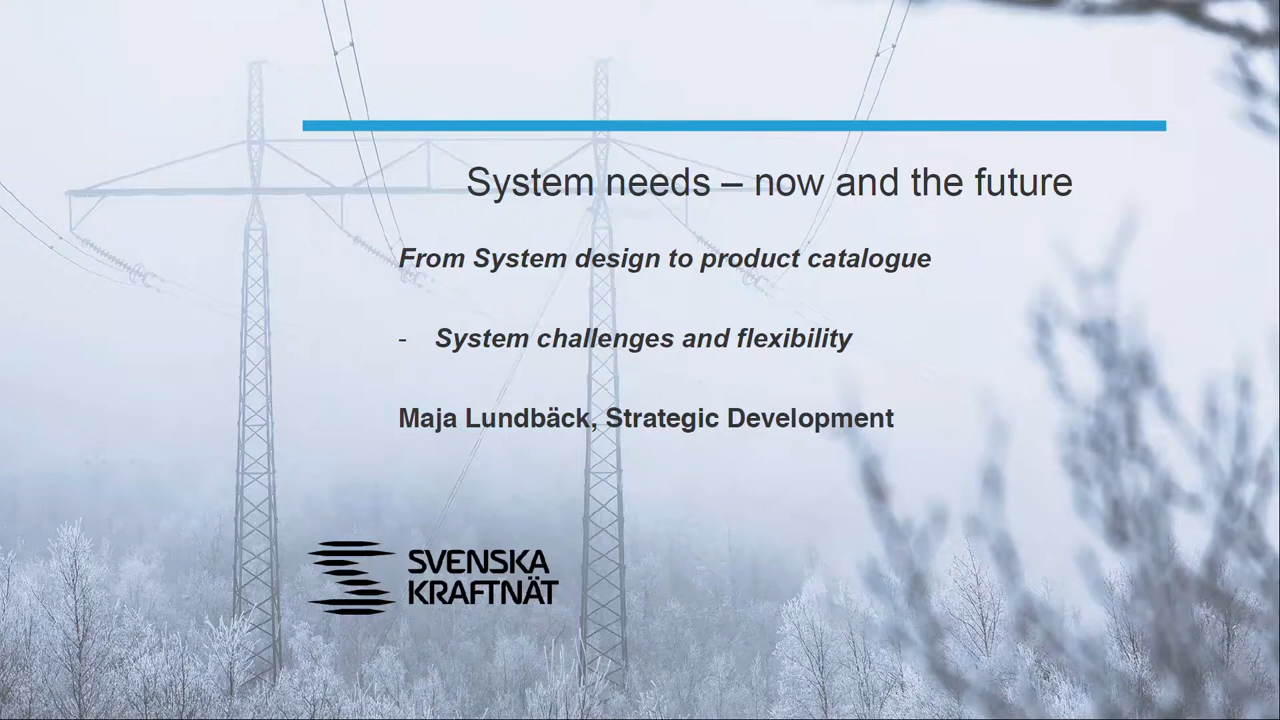 System needs – now and the future
From System design to product catalogue
- System challenges and flexibility
Maja Lundbäck, Strategic Development
SVENSKA
KRAFTNÄT